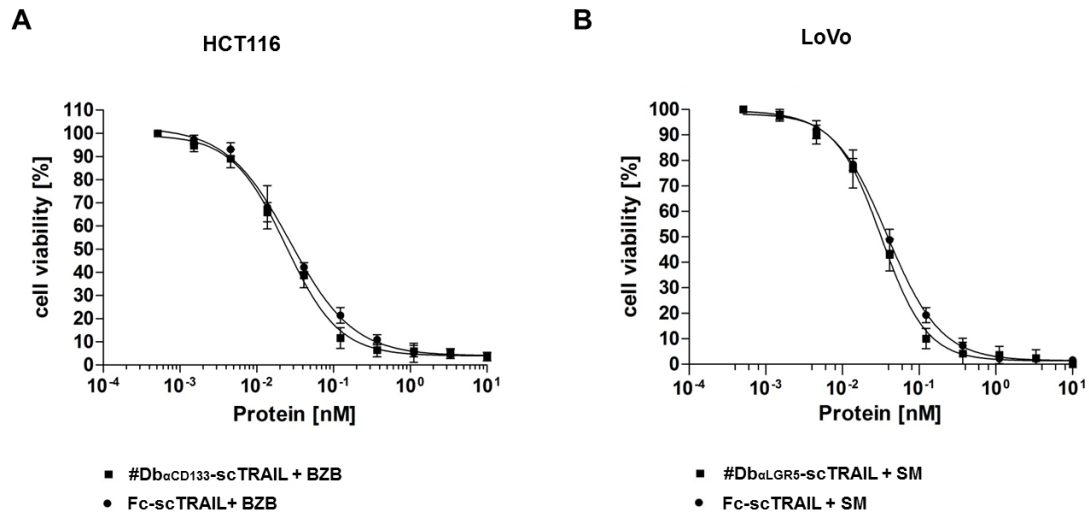 A
HCT116
cell viability [%]
110
100
90
80
70
60
50
40
30
20
10
0
10-4
10-3
10-2
10-1
100
101
Protein [nM]
#DbαCD133-scTRAIL + BZB
Fc-scTRAIL+ BZB
B
LoVo
cell viability [%]
100
90
80
70
60
50
40
30
20
10
0
10-4
10-3
10-2
10-1
100
101
Protein [nM]
#DbαLGR5-scTRAIL + SM
Fc-scTRAIL + SM